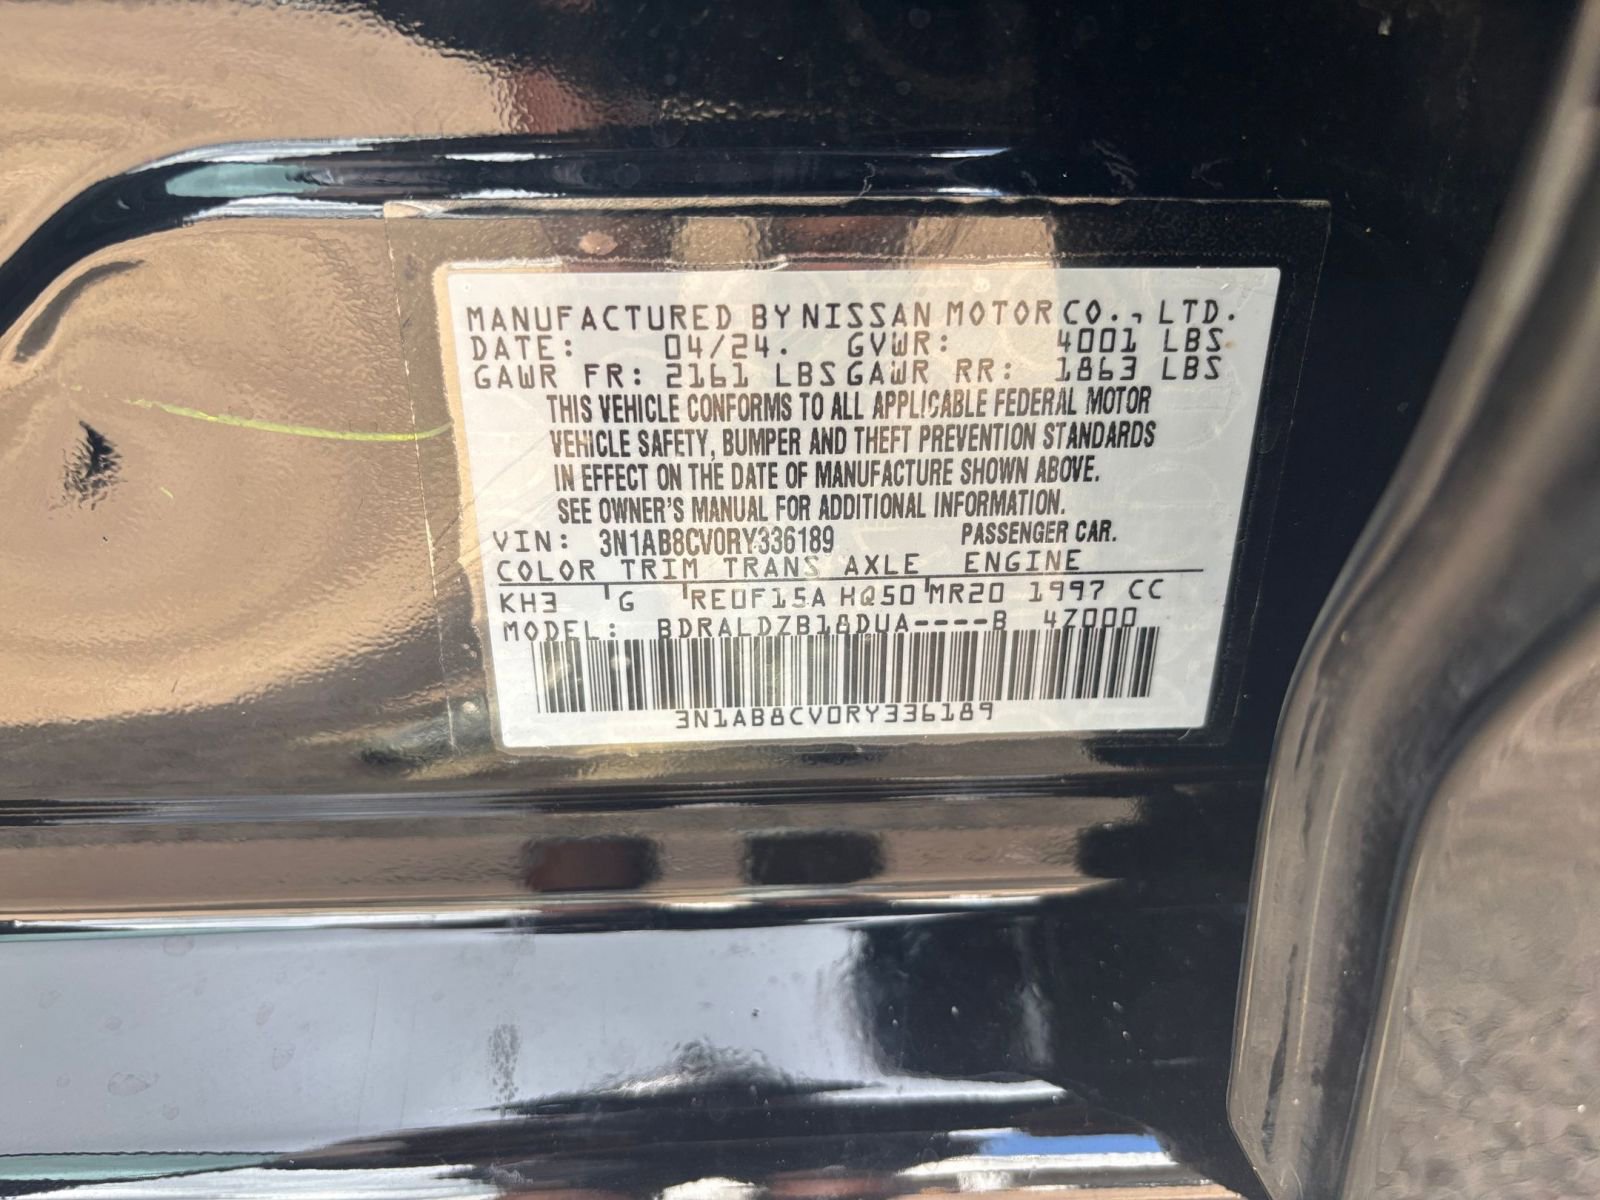 MANUFACTURED BY NISSAN MOTOR CO., LTD.
DATE: 04/24. GVWR: 4001 LBS
GAWR FR: 2161 LBS GAWR RR: 1863 LBS
THIS VEHICLE CONFORMS TO ALL APPLICABLE FEDERAL MOTOR
VEHICLE SAFETY, BUMPER AND THEFT PREVENTION STANDARDS
IN EFFECT ON THE DATE OF MANUFACTURE SHOWN ABOVE.
SEE OWNER'S MANUAL FOR ADDITIONAL INFORMATION.
VIN: 3N1AB8CV0RY336189 PASSENGER CAR.
COLOR TRIM TRANS AXLE ENGINE
KH3 G RE0F15A HQ50 MR20 1997 CC
MODEL: BDRALDZB18DUA----B 4Z000
3N1AB8CV0RY336189